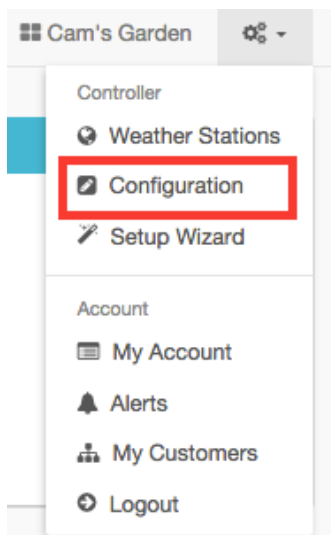 Cam's Garden
Controller
Weather Stations
Configuration
Setup Wizard
Account
My Account
Alerts
My Customers
Logout